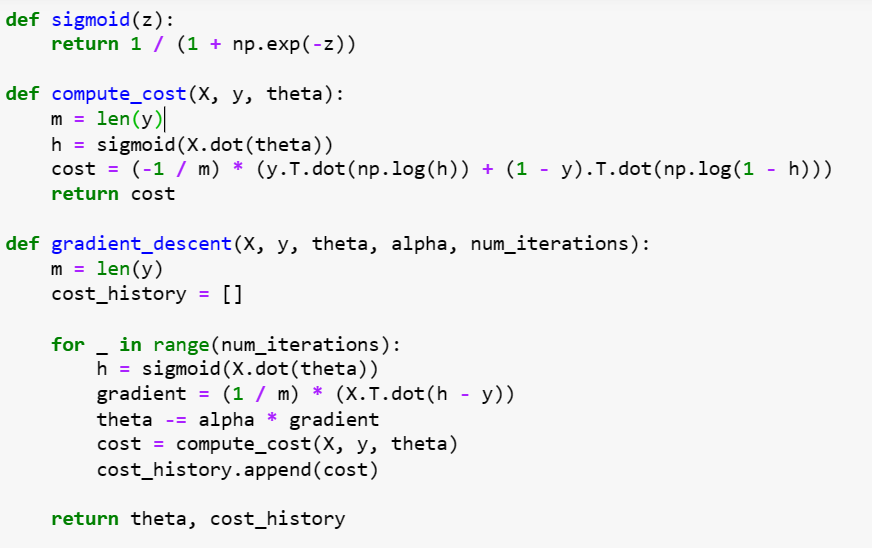 def sigmoid(z):
    return 1 / (1 + np.exp(-z))

def compute_cost(X, y, theta):
    m = len(y)
    h = sigmoid(X.dot(theta))
    cost = (-1 / m) * (y.T.dot(np.log(h)) + (1 - y).T.dot(np.log(1 - h)))
    return cost

def gradient_descent(X, y, theta, alpha, num_iterations):
    m = len(y)
    cost_history = []

    for _ in range(num_iterations):
        h = sigmoid(X.dot(theta))
        gradient = (1 / m) * (X.T.dot(h - y))
        theta -= alpha * gradient
        cost = compute_cost(X, y, theta)
        cost_history.append(cost)

    return theta, cost_history